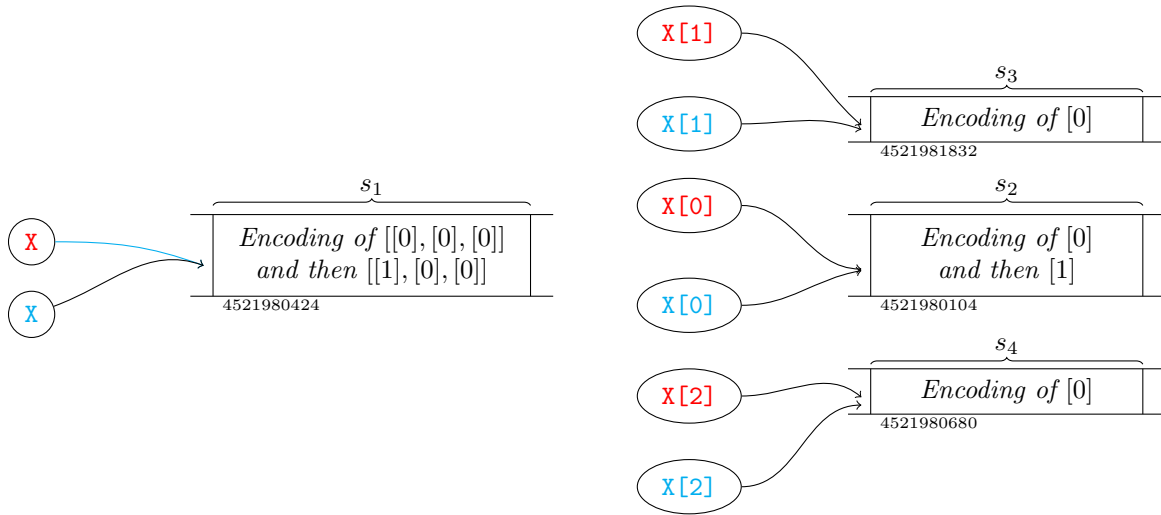 X
X
s1
Encoding of [[0], [0], [0]]
and then [[1], [0], [0]]
4521980424
X[1]
X[1]
s3
Encoding of [0]
4521981832
X[0]
X[0]
s2
Encoding of [0]
and then [1]
4521980104
X[2]
X[2]
s4
Encoding of [0]
4521980680